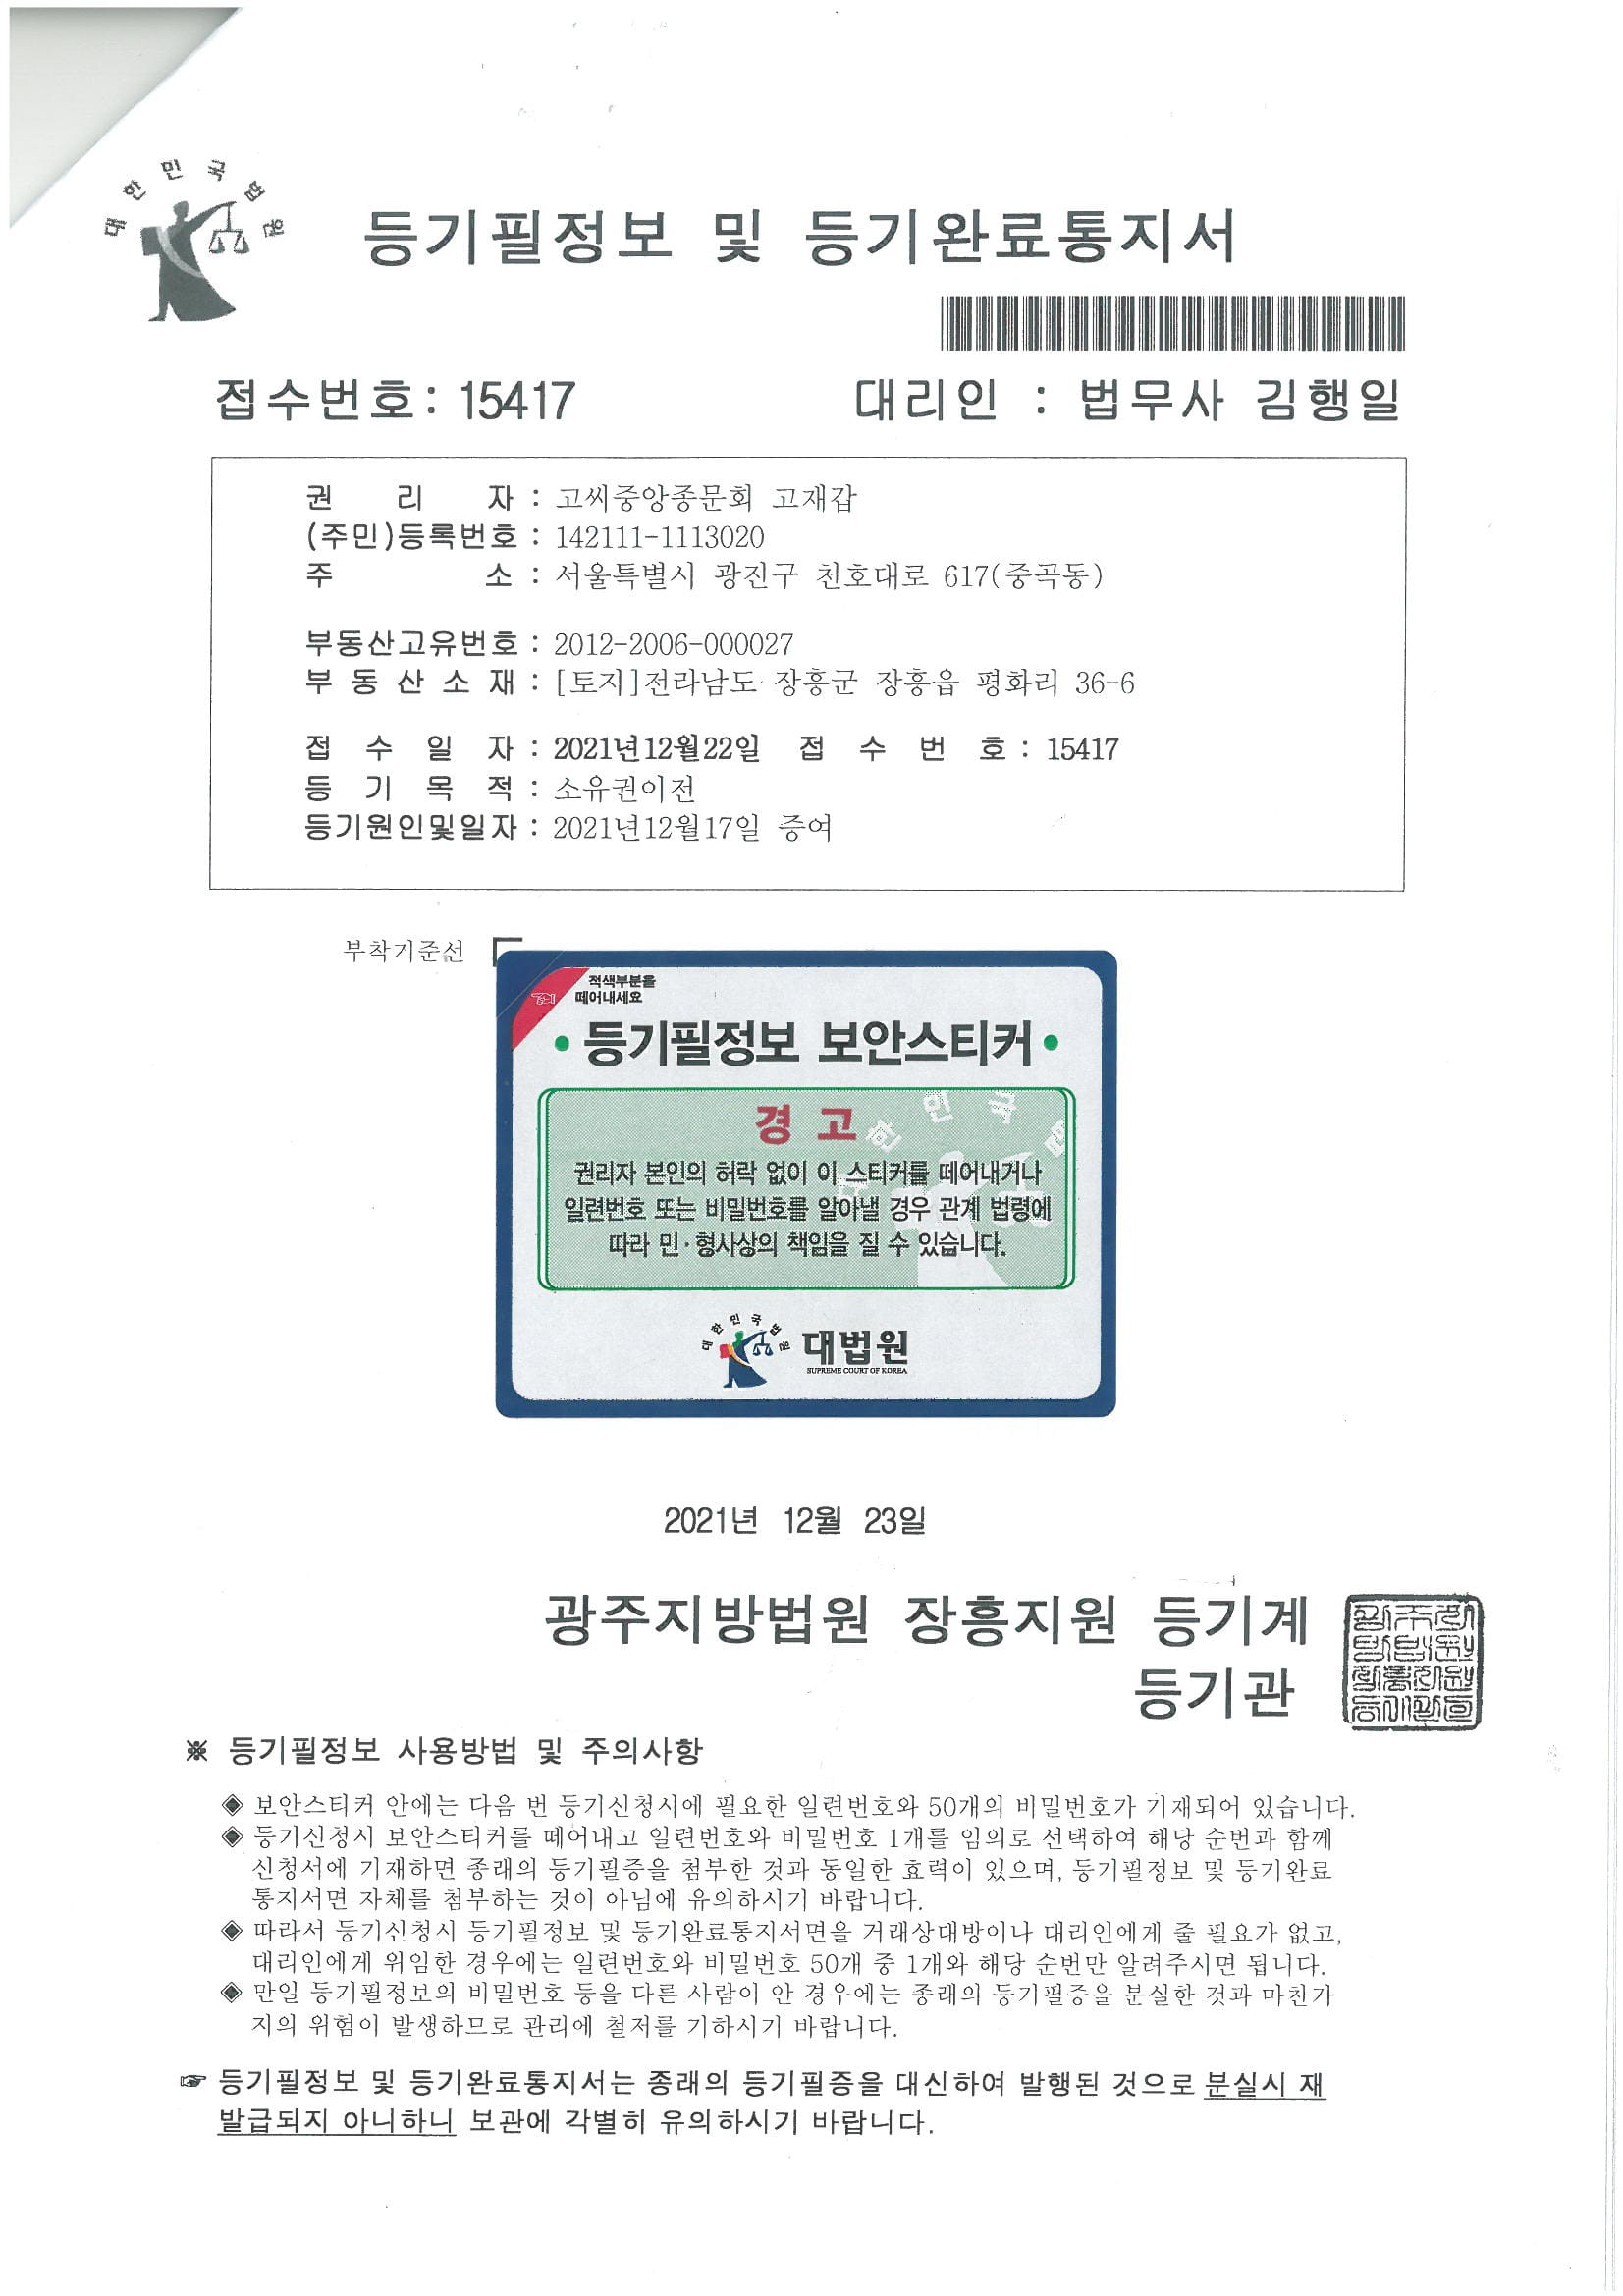 대한민국법원
등기필정보 및 등기완료통지서
접수번호: 15417 대리인 : 법무사 김행일
권 리 자 : 고씨중앙종문회 고재갑
(주민)등록번호 : 142111-1113020
주 소 : 서울특별시 광진구 천호대로 617(중곡동)
부동산고유번호 : 2012-2006-000027
부 동 산 소 재 : [토지]전라남도 장흥군 장흥읍 평화리 36-6
접 수 일 자 : 2021년12월22일 접 수 번 호 : 15417
등 기 목 적 : 소유권이전
등기원인및일자 : 2021년12월17일 증여
부착기준선
적색부분을
떼어내세요
• 등기필정보 보안스티커 •
경 고
권리자 본인의 허락 없이 이 스티커를 떼어내거나
일련번호 또는 비밀번호를 알아낼 경우 관계 법령에
따라 민·형사상의 책임을 질 수 있습니다.
대한민국법원 대법원
SUPREME COURT OF KOREA
2021년 12월 23일
광주지방법원 장흥지원 등기계
등기관
※ 등기필정보 사용방법 및 주의사항
◈ 보안스티커 안에는 다음 번 등기신청시에 필요한 일련번호와 50개의 비밀번호가 기재되어 있습니다.
◈ 등기신청시 보안스티커를 떼어내고 일련번호와 비밀번호 1개를 임의로 선택하여 해당 순번과 함께
신청서에 기재하면 종래의 등기필증을 첨부한 것과 동일한 효력이 있으며, 등기필정보 및 등기완료
통지서면 자체를 첨부하는 것이 아님에 유의하시기 바랍니다.
◈ 따라서 등기신청시 등기필정보 및 등기완료통지서면을 거래상대방이나 대리인에게 줄 필요가 없고,
대리인에게 위임한 경우에는 일련번호와 비밀번호 50개 중 1개와 해당 순번만 알려주시면 됩니다.
◈ 만일 등기필정보의 비밀번호 등을 다른 사람이 안 경우에는 종래의 등기필증을 분실한 것과 마찬가
지의 위험이 발생하므로 관리에 철저를 기하시기 바랍니다.
☞ 등기필정보 및 등기완료통지서는 종래의 등기필증을 대신하여 발행된 것으로 분실시 재
발급되지 아니하니 보관에 각별히 유의하시기 바랍니다.